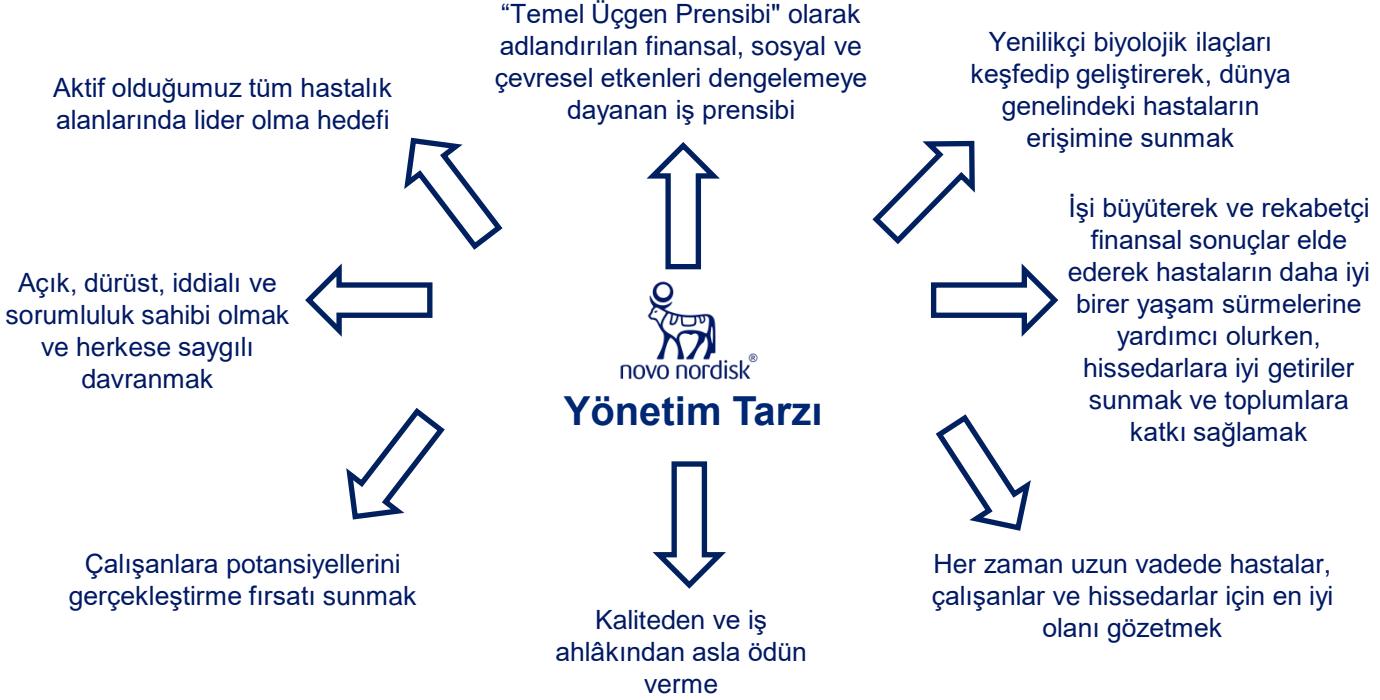 “Temel Üçgen Prensibi" olarak
adlandırılan finansal, sosyal ve
çevresel etkenleri dengelemeye
dayanan iş prensibi
Yenilikçi biyolojik ilaçları
keşfedip geliştirerek, dünya
genelindeki hastaların
erişimine sunmak
Aktif olduğumuz tüm hastalık
alanlarında lider olma hedefi
İşi büyüterek ve rekabetçi
finansal sonuçlar elde
ederek hastaların daha iyi
birer yaşam sürmelerine
yardımcı olurken,
hissedarlara iyi getiriler
sunmak ve toplumlara
katkı sağlamak
Açık, dürüst, iddialı ve
sorumluluk sahibi olmak
ve herkese saygılı
davranmak
novo nordisk®
Yönetim Tarzı
Çalışanlara potansiyellerini
gerçekleştirme fırsatı sunmak
Her zaman uzun vadede hastalar,
çalışanlar ve hissedarlar için en iyi
olanı gözetmek
Kaliteden ve iş
ahlâkından asla ödün
verme